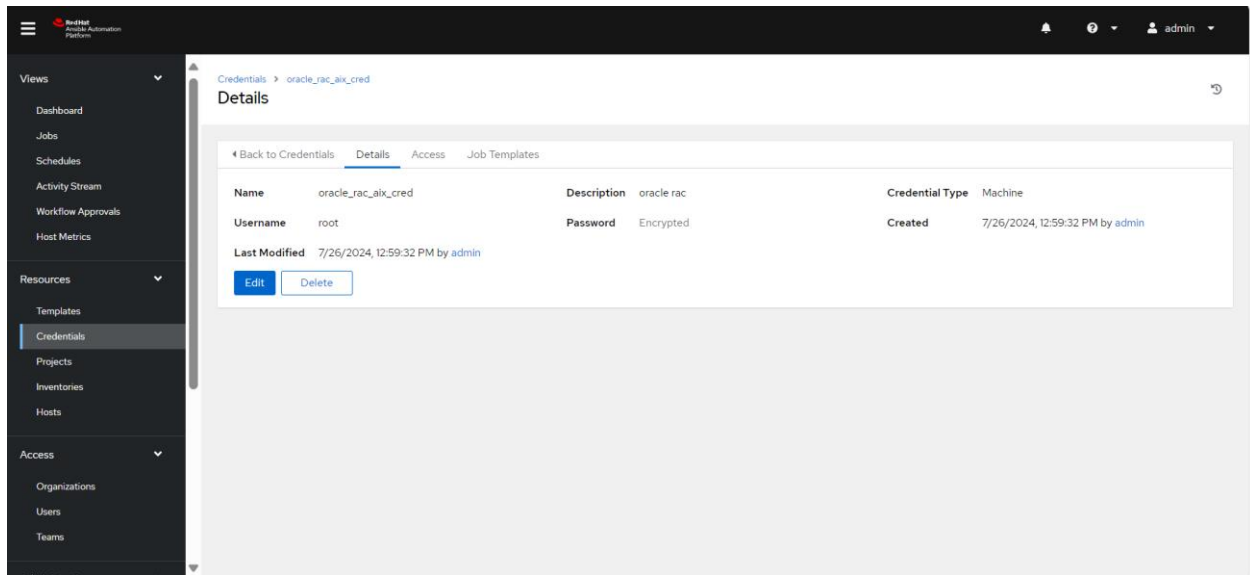 Red Hat
Ansible Automation
Platform
admin
Views
Dashboard
Jobs
Schedules
Activity Stream
Workflow Approvals
Host Metrics
Resources
Templates
Credentials
Projects
Inventories
Hosts
Access
Organizations
Users
Teams
Credentials > oracle_rac_aix_cred
Details
Back to Credentials Details Access Job Templates
Name oracle_rac_aix_cred Description oracle rac Credential Type Machine
Username root Password Encrypted Created 7/26/2024, 12:59:32 PM by admin
Last Modified 7/26/2024, 12:59:32 PM by admin
Edit Delete